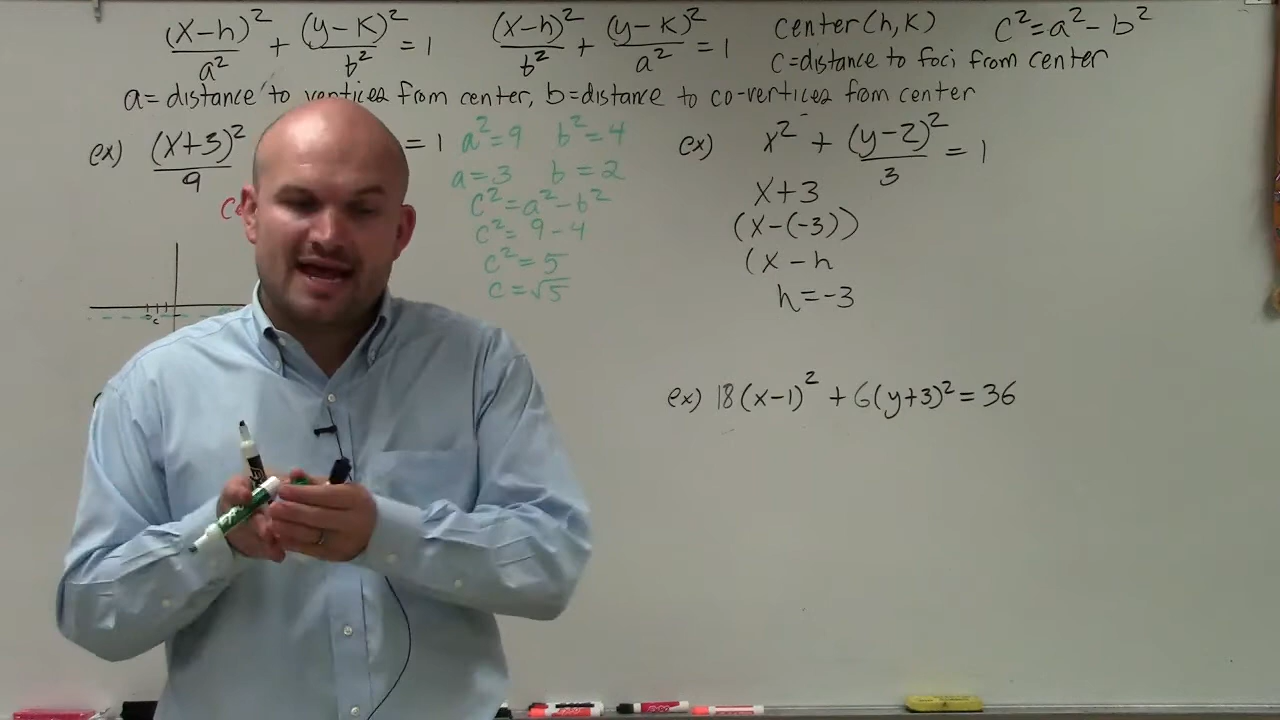 (x-h)²/a² + (y-k)²/b² = 1
(x-h)²/b² + (y-k)²/a² = 1
center(h,k)
c²=a²-b²
c=distance to foci from center
a= distance to vertices from center, b=distance to co-vertices from center
ex) (x+3)²/9 = 1
a²=9 b²=4
a=3 b=2
c²=a²-b²
c²=9-4
c²=5
c=√5
c
ex) x² + (y-2)²/3 = 1
x+3
(x-(-3))
(x-h
h=-3
ex) 18(x-1)² + 6(y+3)² = 36